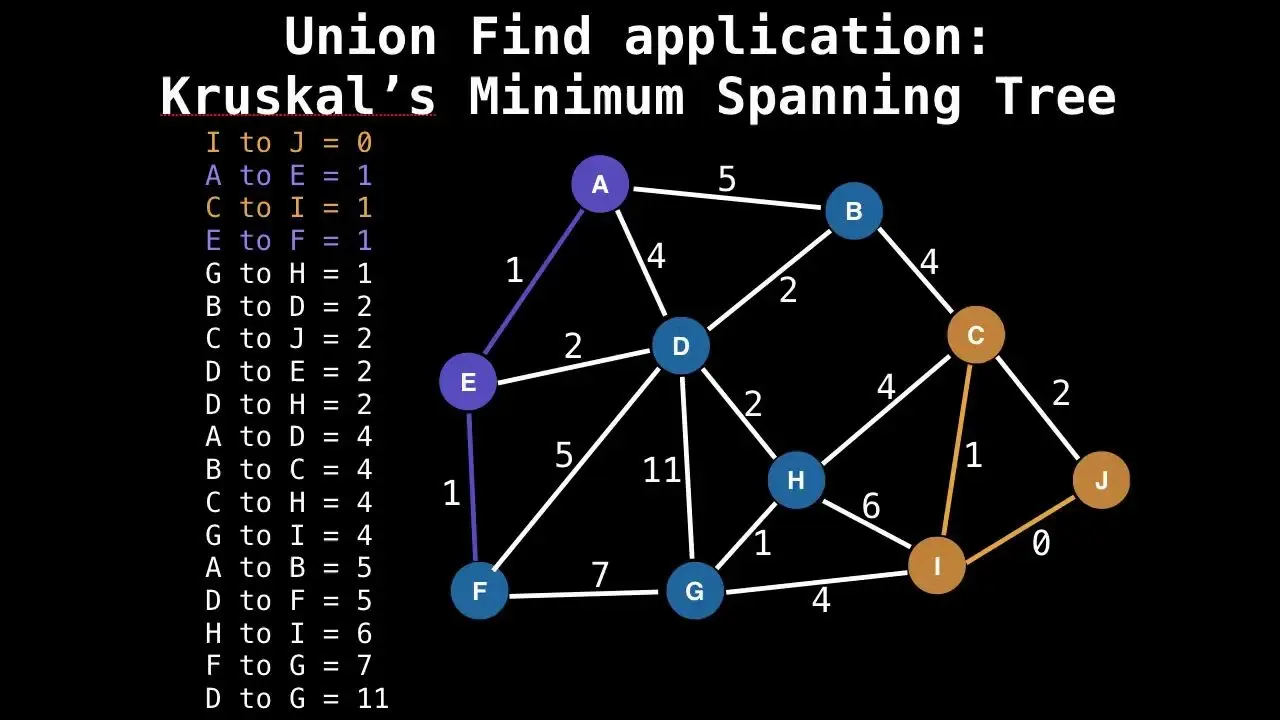 Union Find application:
Kruskal’s Minimum Spanning Tree
I to J = 0
A to E = 1
C to I = 1
E to F = 1
G to H = 1
B to D = 2
C to J = 2
D to E = 2
D to H = 2
A to D = 4
B to C = 4
C to H = 4
G to I = 4
A to B = 5
D to F = 5
H to I = 6
F to G = 7
D to G = 11
A
5
B
1
4
2
4
2
D
C
E
5
11
2
4
1
2
1
H
6
J
1
0
F
7
G
4
I